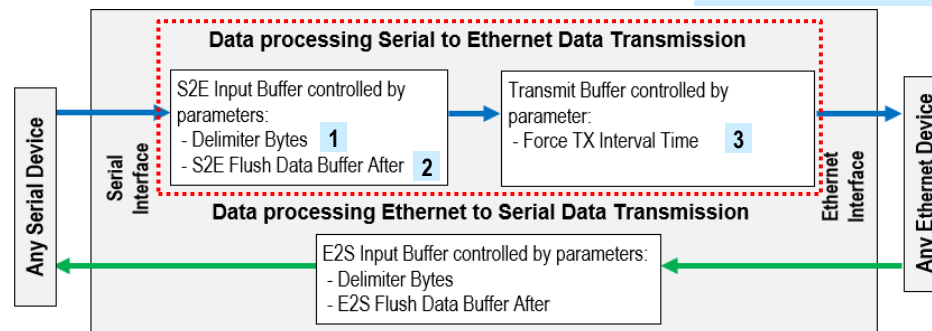 Data processing Serial to Ethernet Data Transmission
Any Serial Device
Serial
Interface
S2E Input Buffer controlled by
parameters:
- Delimiter Bytes 1
- S2E Flush Data Buffer After 2
Transmit Buffer controlled by
parameter:
- Force TX Interval Time 3
Ethernet
Interface
Any Ethernet Device
Data processing Ethernet to Serial Data Transmission
E2S Input Buffer controlled by parameters:
- Delimiter Bytes
- E2S Flush Data Buffer After